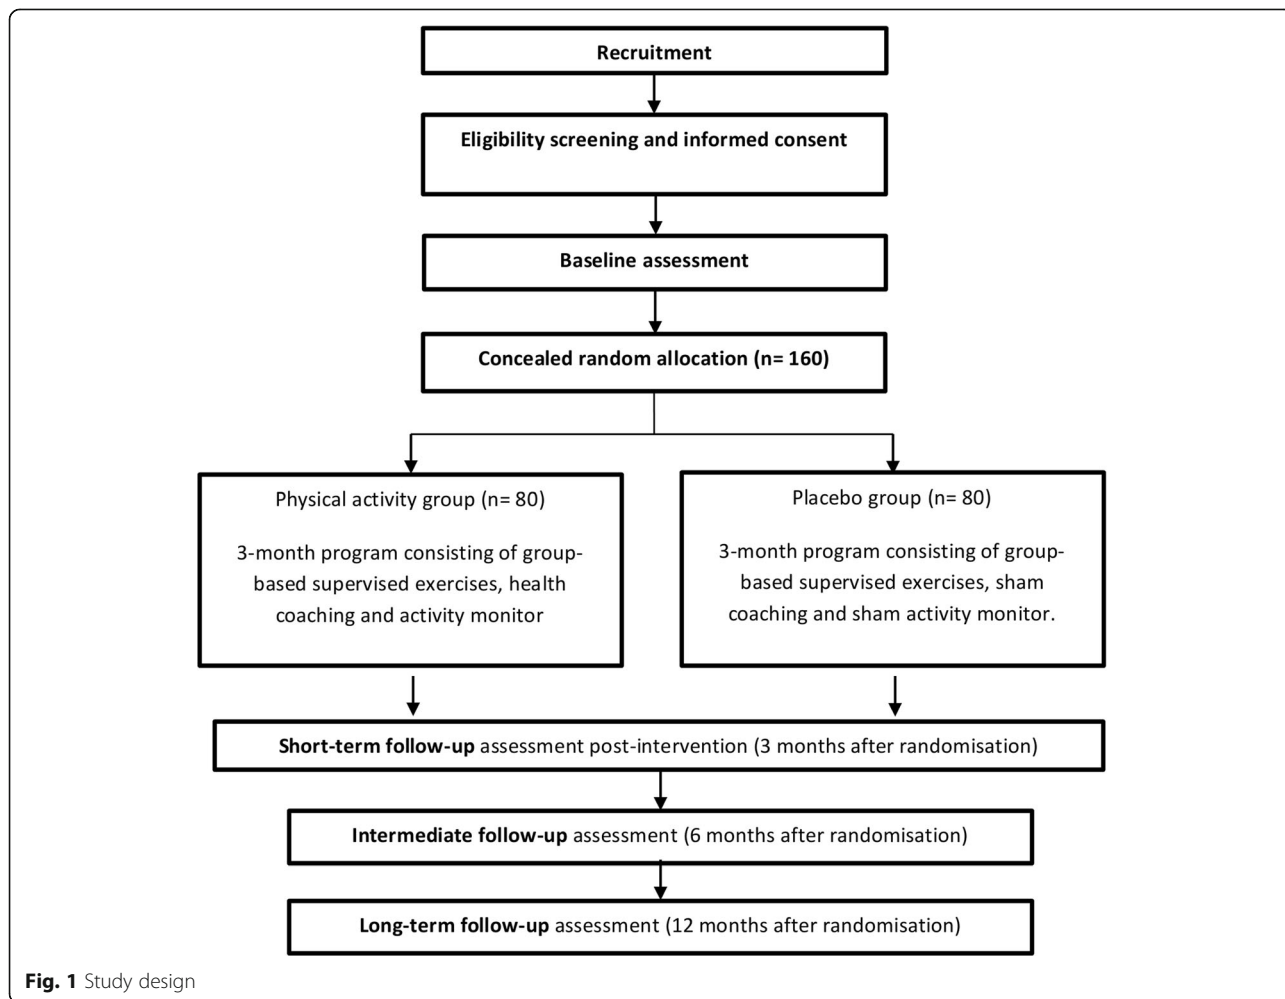 Recruitment
Eligibility screening and informed consent
Baseline assessment
Concealed random allocation (n= 160)
Physical activity group (n= 80)
3-month program consisting of group-
based supervised exercises, health
coaching and activity monitor
Placebo group (n= 80)
3-month program consisting of group-
based supervised exercises, sham
coaching and sham activity monitor.
Short-term follow-up assessment post-intervention (3 months after randomisation)
Intermediate follow-up assessment (6 months after randomisation)
Long-term follow-up assessment (12 months after randomisation)
Fig. 1 Study design